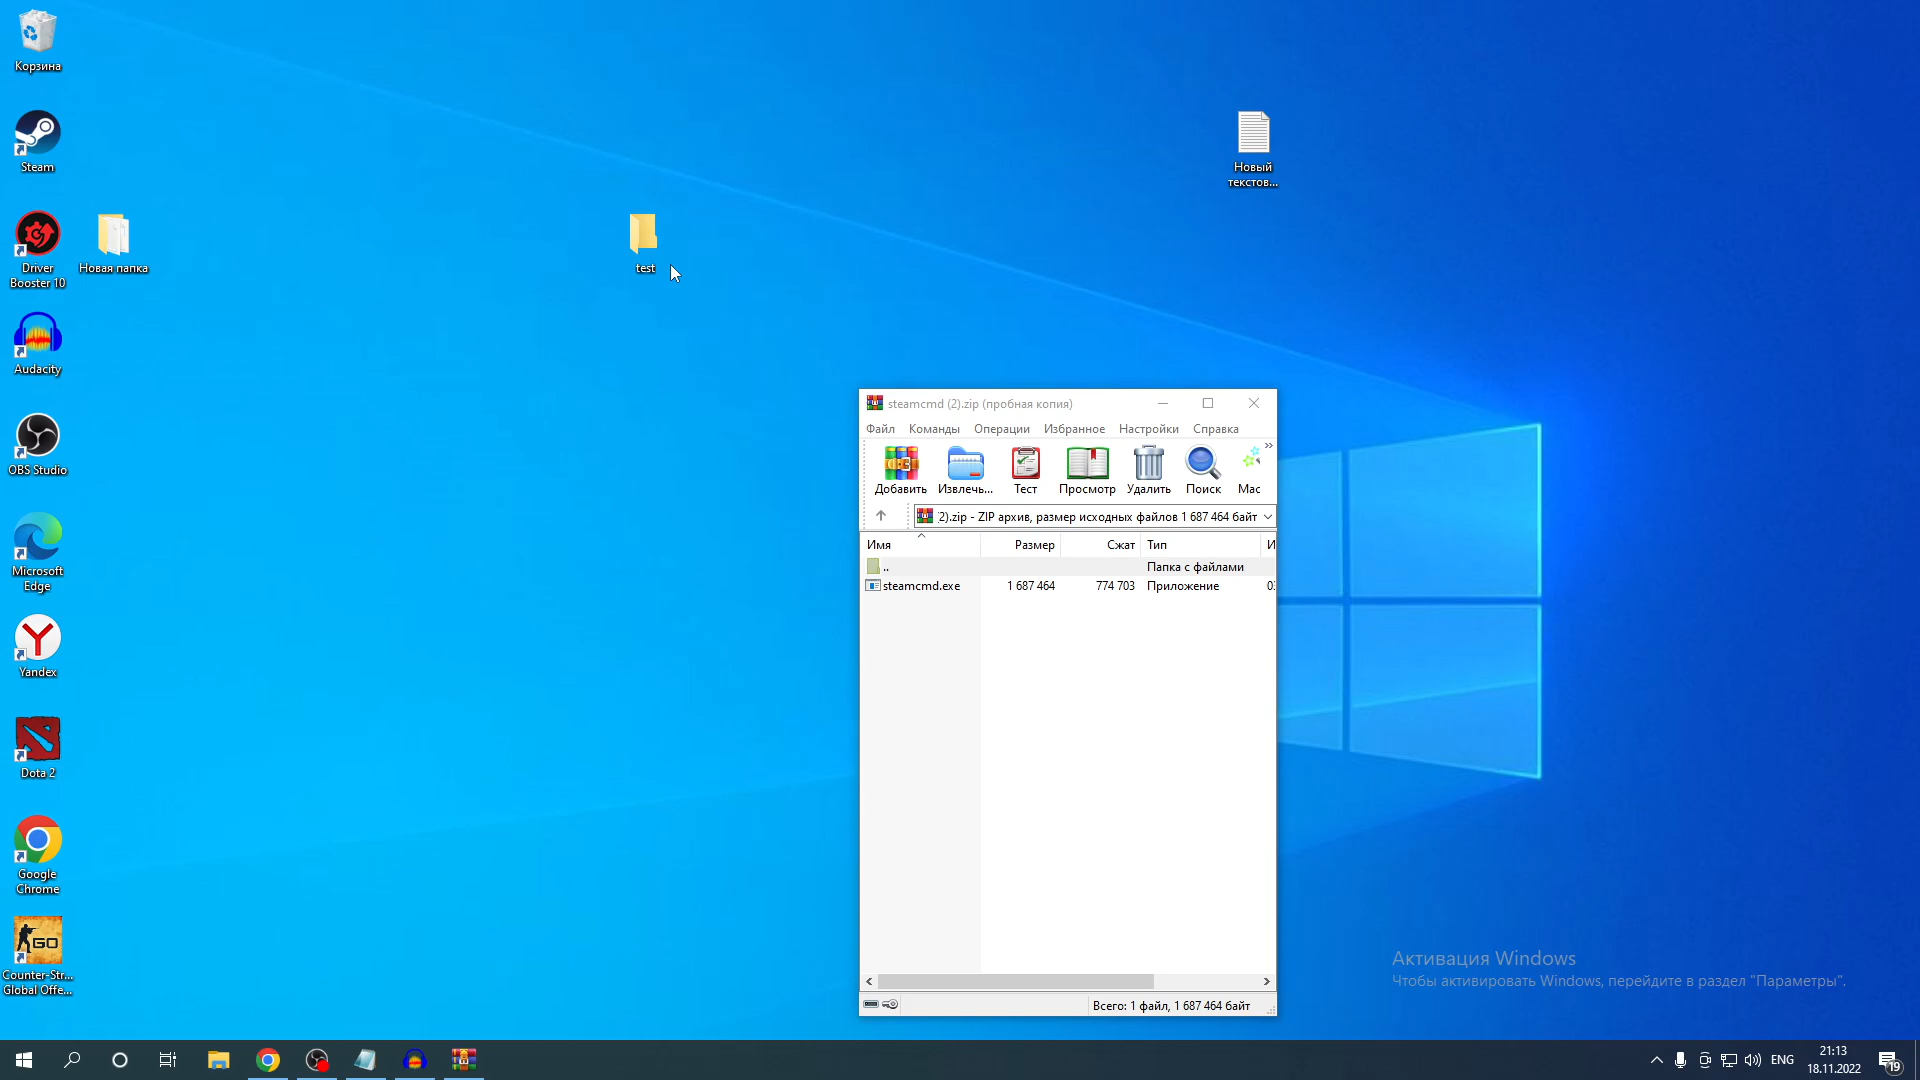 Корзина
Steam
Driver
Booster 10
Новая папка
Audacity
OBS Studio
Microsoft
Edge
Yandex
Dota 2
Google
Chrome
GO
Counter-Str...
Global Offe...
test
Новый
текстов...
steamcmd (2).zip (пробная копия)
Файл Команды Операции Избранное Настройки Справка
Добавить Извлечь... Тест Просмотр Удалить Поиск Мас
2).zip - ZIP архив, размер исходных файлов 1 687 464 байт
Имя Размер Сжат Тип И
.. Папка с файлами
steamcmd.exe 1 687 464 774 703 Приложение 0
Всего: 1 файл, 1 687 464 байт
Активация Windows
Чтобы активировать Windows, перейдите в раздел "Параметры".
ENG
21:13
18.11.2022
19